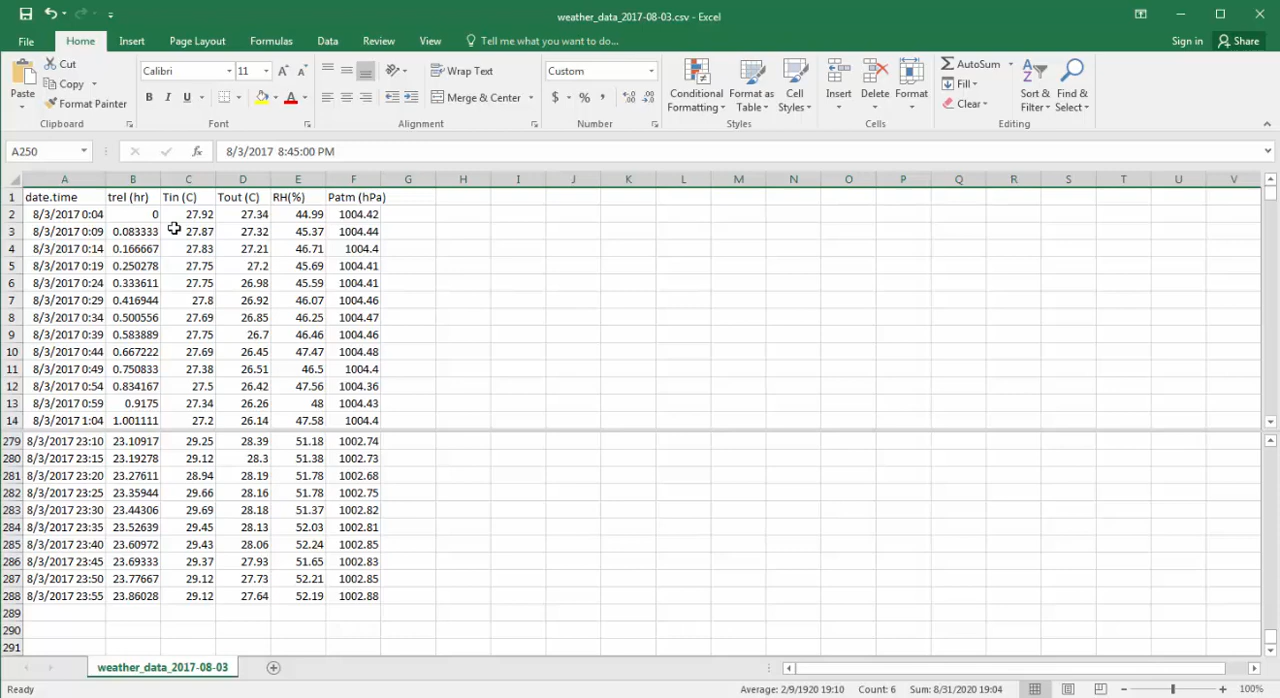 weather_data_2017-08-03.csv - Excel
File Home Insert Page Layout Formulas Data Review View Tell me what you want to do... Sign in Share
Cut
Copy
Format Painter
Paste
Clipboard
Calibri 11
B I U
Font
Wrap Text
Merge & Center
Alignment
Custom
$ % ,
Number
Conditional Formatting
Format as Table
Cell Styles
Styles
Insert Delete Format
Cells
AutoSum
Fill
Clear
Sort & Filter
Find & Select
Editing
A250 fx 8/3/2017 8:45:00 PM
A B C D E F G H I J K L M N O P Q R S T U V
1 date.time trel (hr) Tin (C) Tout (C) RH(%) Patm (hPa)
2 8/3/2017 0:04 0 27.92 27.34 44.99 1004.42
3 8/3/2017 0:09 0.083333 27.87 27.32 45.37 1004.44
4 8/3/2017 0:14 0.166667 27.83 27.21 46.71 1004.4
5 8/3/2017 0:19 0.250278 27.75 27.2 45.69 1004.41
6 8/3/2017 0:24 0.333611 27.75 26.98 45.59 1004.41
7 8/3/2017 0:29 0.416944 27.8 26.92 46.07 1004.46
8 8/3/2017 0:34 0.500556 27.69 26.85 46.25 1004.47
9 8/3/2017 0:39 0.583889 27.75 26.7 46.46 1004.46
10 8/3/2017 0:44 0.667222 27.69 26.45 47.47 1004.48
11 8/3/2017 0:49 0.750833 27.38 26.51 46.5 1004.4
12 8/3/2017 0:54 0.834167 27.5 26.42 47.56 1004.36
13 8/3/2017 0:59 0.9175 27.34 26.26 48 1004.43
14 8/3/2017 1:04 1.001111 27.2 26.14 47.58 1004.4
279 8/3/2017 23:10 23.10917 29.25 28.39 51.18 1002.74
280 8/3/2017 23:15 23.19278 29.12 28.3 51.38 1002.73
281 8/3/2017 23:20 23.27611 28.94 28.19 51.78 1002.68
282 8/3/2017 23:25 23.35944 29.66 28.16 51.78 1002.75
283 8/3/2017 23:30 23.44306 29.69 28.18 51.37 1002.82
284 8/3/2017 23:35 23.52639 29.45 28.13 52.03 1002.81
285 8/3/2017 23:40 23.60972 29.43 28.06 52.24 1002.85
286 8/3/2017 23:45 23.69333 29.37 27.93 51.65 1002.83
287 8/3/2017 23:50 23.77667 29.12 27.73 52.21 1002.85
288 8/3/2017 23:55 23.86028 29.12 27.64 52.19 1002.88
289
290
291
weather_data_2017-08-03
Ready Average: 2/9/1920 19:10 Count: 6 Sum: 8/31/2020 19:04 100%